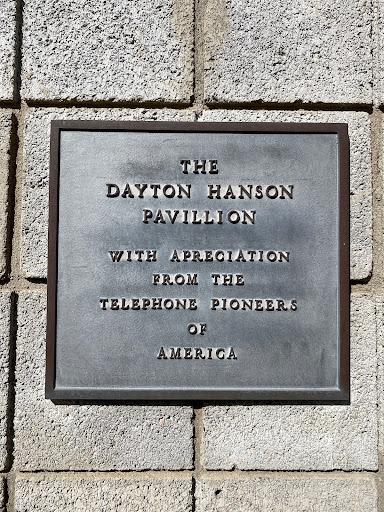 THE
DAYTON HANSON
PAVILLION
WITH APRECIATION
FROM THE
TELEPHONE PIONEERS
OF
AMERICA